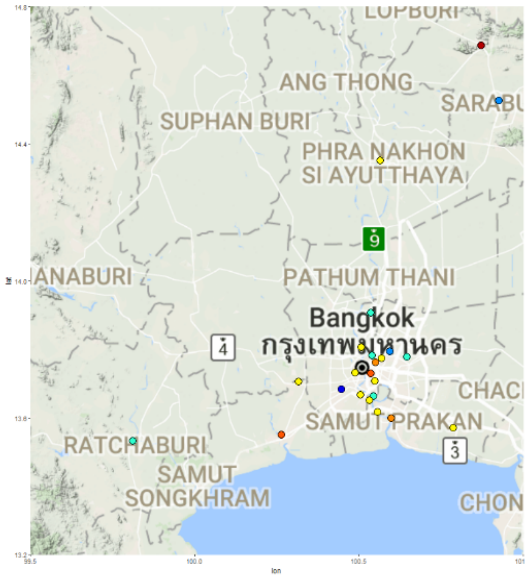 14.8
LOPBURI
ANG THONG
SARABU
SUPHAN BURI
14.4
PHRA NAKHON
SI AYUTTHAYA
9
lat
ANABURI
PATHUM THANI
14.0
Bangkok
กรุงเทพมหานคร
4
CHAC
13.6
SAMUT PRAKAN
RATCHABURI
3
SAMUT
SONGKHRAM
CHON
13.2
99.5
100.0
100.5
101
lon